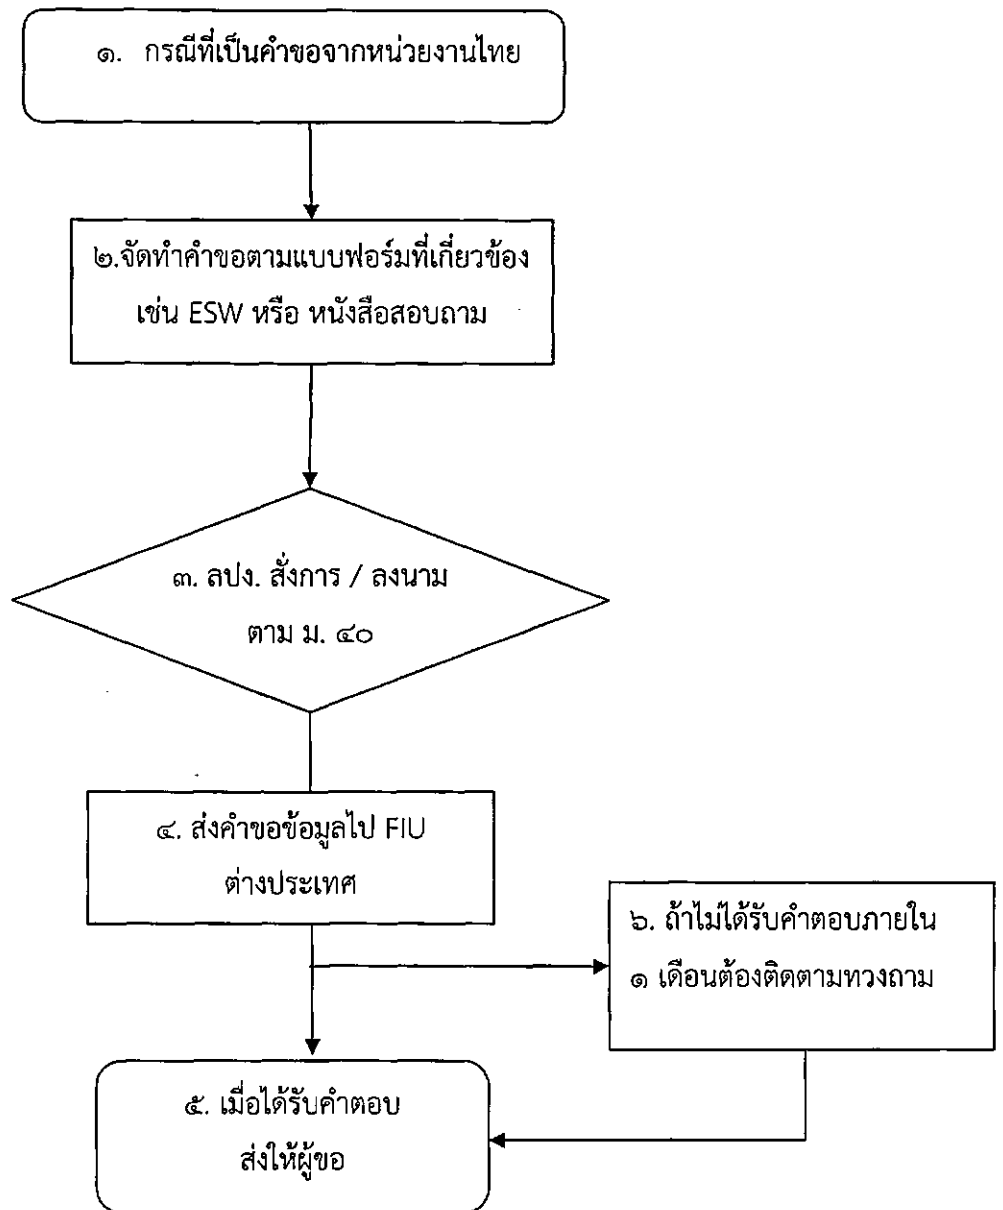 ๑. กรณีที่เป็นคำขอจากหน่วยงานไทย
๒.จัดทำคำขอตามแบบฟอร์มที่เกี่ยวข้อง
เช่น ESW หรือ หนังสือสอบถาม
๓. ลปง. สั่งการ / ลงนาม
ตาม ม. ๔๐
๔. ส่งคำขอข้อมูลไป FIU
ต่างประเทศ
๖. ถ้าไม่ได้รับคำตอบภายใน
๑ เดือนต้องติดตามทวงถาม
๕. เมื่อได้รับคำตอบ
ส่งให้ผู้ขอ